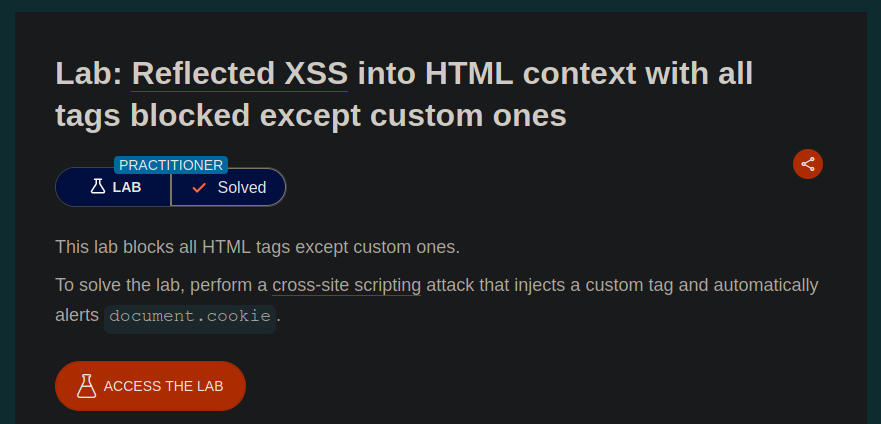 Lab: Reflected XSS into HTML context with all
tags blocked except custom ones
PRACTITIONER
LAB
Solved
This lab blocks all HTML tags except custom ones.
To solve the lab, perform a cross-site scripting attack that injects a custom tag and automatically
alerts document.cookie.
ACCESS THE LAB